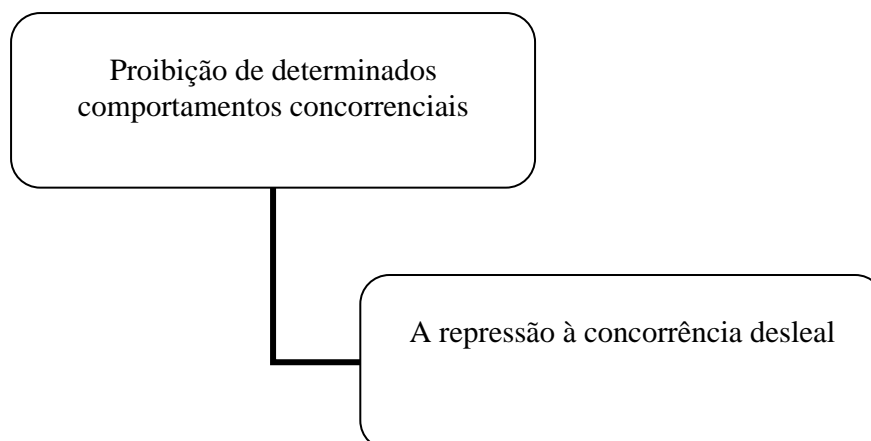 Proibição de determinados
comportamentos concorrenciais
A repressão à concorrência desleal